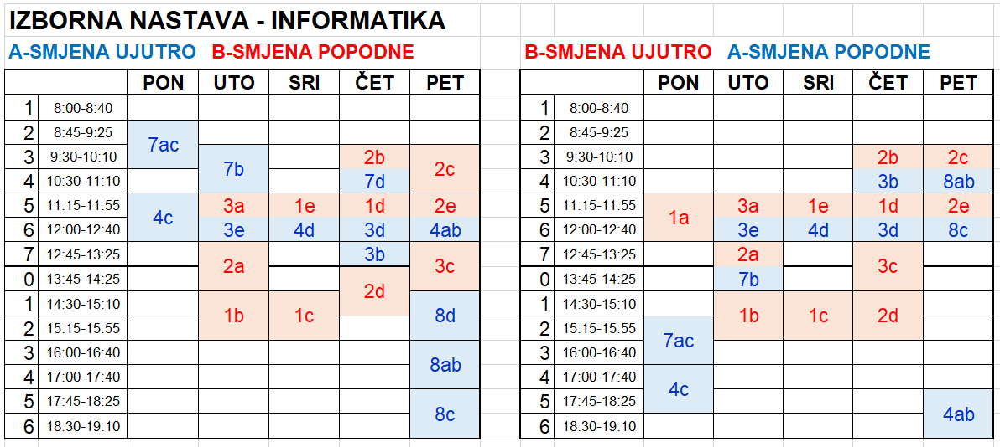 IZBORNA NASTAVA - INFORMATIKA
A-SMJENA UJUTRO B-SMJENA POPODNE
PON UTO SRI ČET PET
1 8:00-8:40
2 8:45-9:25
7ac
3 9:30-10:10 2b
7b 2c
4 10:30-11:10 7d
5 11:15-11:55 3a 1e 1d 2e
4c
6 12:00-12:40 3e 4d 3d 4ab
7 12:45-13:25 3b
2a 3c
0 13:45-14:25
2d
1 14:30-15:10
1b 1c 8d
2 15:15-15:55
3 16:00-16:40
8ab
4 17:00-17:40
5 17:45-18:25
8c
6 18:30-19:10
B-SMJENA UJUTRO A-SMJENA POPODNE
PON UTO SRI ČET PET
1 8:00-8:40
2 8:45-9:25
3 9:30-10:10 2b 2c
4 10:30-11:10 3b 8ab
5 11:15-11:55 3a 1e 1d 2e
1a
6 12:00-12:40 3e 4d 3d 8c
7 12:45-13:25 2a
3c
0 13:45-14:25 7b
1 14:30-15:10
1b 1c 2d
2 15:15-15:55
7ac
3 16:00-16:40
4 17:00-17:40
4c
5 17:45-18:25
4ab
6 18:30-19:10